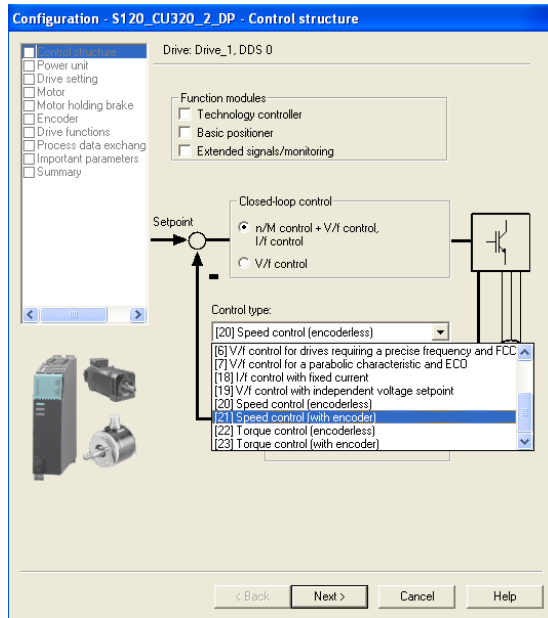 Configuration - S120_CU320_2_DP - Control structure
Control structure
Power unit
Drive setting
Motor
Motor holding brake
Encoder
Drive functions
Process data exchang
Important parameters
Summary
Drive: Drive_1, DDS 0
Function modules
Technology controller
Basic positioner
Extended signals/monitoring
Closed-loop control
Setpoint
n/M control + V/f control,
I/f control
V/f control
Control type:
[20] Speed control (encoderless)
[6] V/f control for drives requiring a precise frequency and FCC
[7] V/f control for a parabolic characteristic and ECO
[18] I/f control with fixed current
[19] V/f control with independent voltage setpoint
[20] Speed control (encoderless)
[21] Speed control (with encoder)
[22] Torque control (encoderless)
[23] Torque control (with encoder)
< Back
Next >
Cancel
Help